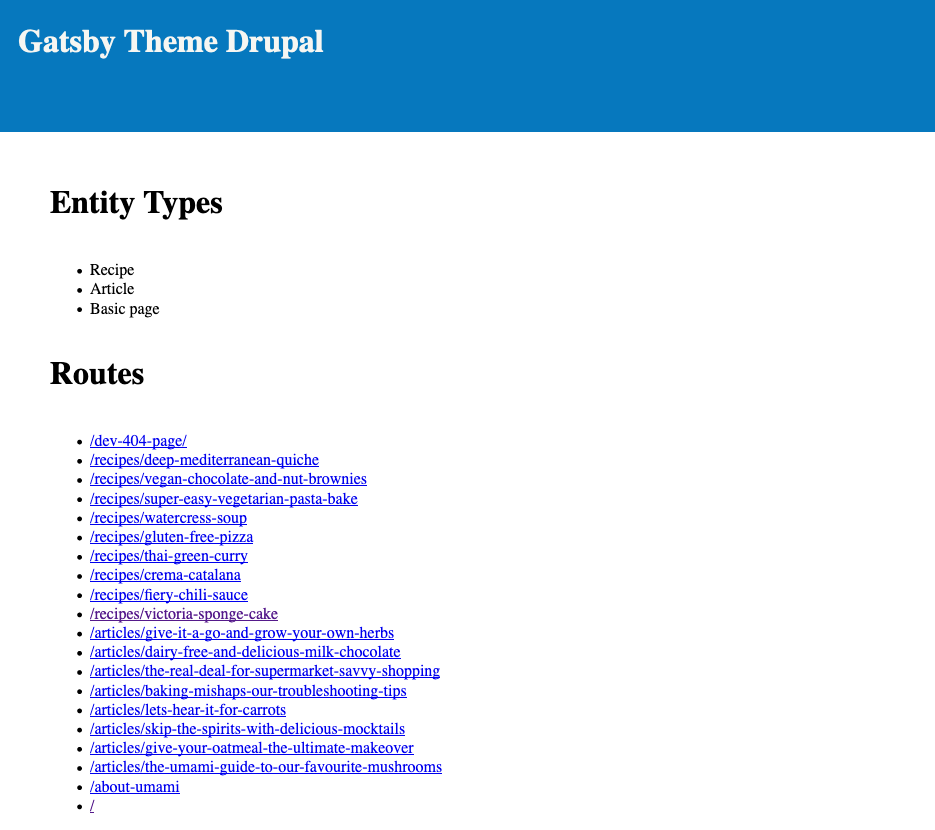 Gatsby Theme Drupal
Entity Types
Recipe
Article
Basic page
Routes
/dev-404-page/
/recipes/deep-mediterranean-quiche
/recipes/vegan-chocolate-and-nut-brownies
/recipes/super-easy-vegetarian-pasta-bake
/recipes/watercress-soup
/recipes/gluten-free-pizza
/recipes/thai-green-curry
/recipes/crema-catalana
/recipes/fiery-chili-sauce
/recipes/victoria-sponge-cake
/articles/give-it-a-go-and-grow-your-own-herbs
/articles/dairy-free-and-delicious-milk-chocolate
/articles/the-real-deal-for-supermarket-savvy-shopping
/articles/baking-mishaps-our-troubleshooting-tips
/articles/lets-hear-it-for-carrots
/articles/skip-the-spirits-with-delicious-mocktails
/articles/give-your-oatmeal-the-ultimate-makeover
/articles/the-umami-guide-to-our-favourite-mushrooms
/about-umami
/